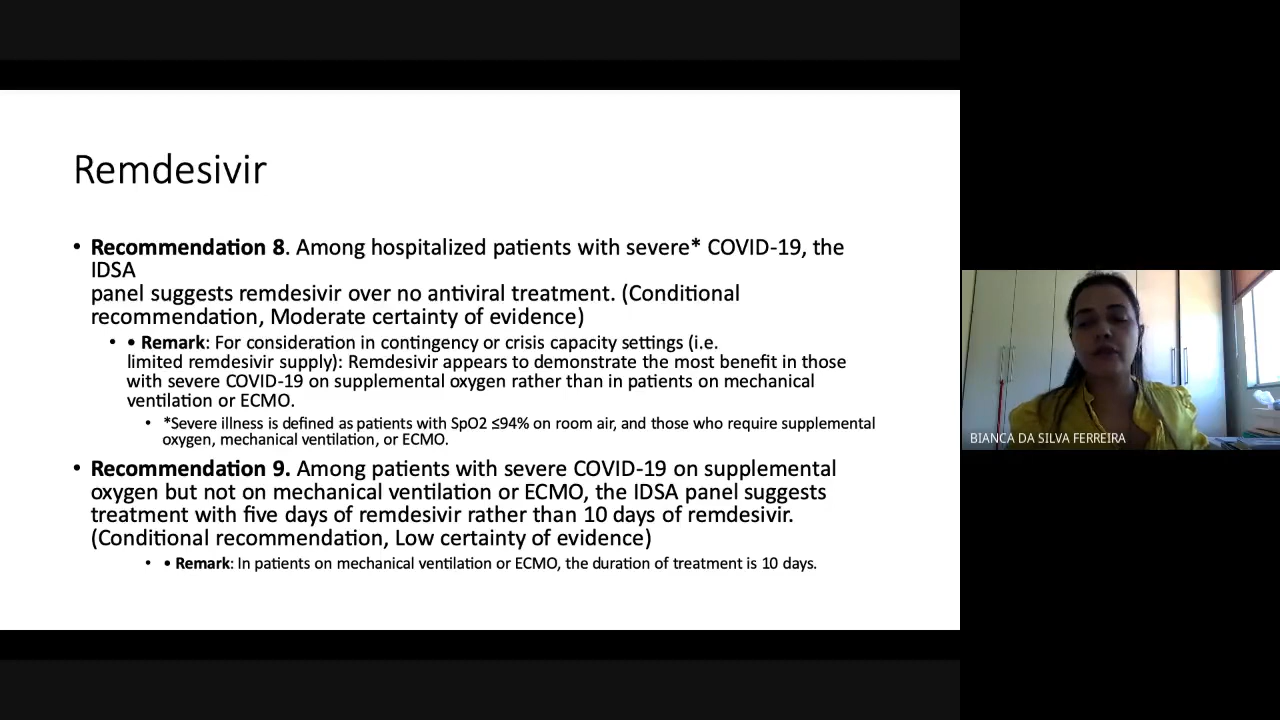 Remdesivir
• Recommendation 8. Among hospitalized patients with severe* COVID-19, the
IDSA
panel suggests remdesivir over no antiviral treatment. (Conditional
recommendation, Moderate certainty of evidence)
• • Remark: For consideration in contingency or crisis capacity settings (i.e.
limited remdesivir supply): Remdesivir appears to demonstrate the most benefit in those
with severe COVID-19 on supplemental oxygen rather than in patients on mechanical
ventilation or ECMO.
• *Severe illness is defined as patients with SpO2 ≤94% on room air, and those who require supplemental
oxygen, mechanical ventilation, or ECMO.
• Recommendation 9. Among patients with severe COVID-19 on supplemental
oxygen but not on mechanical ventilation or ECMO, the IDSA panel suggests
treatment with five days of remdesivir rather than 10 days of remdesivir.
(Conditional recommendation, Low certainty of evidence)
• • Remark: In patients on mechanical ventilation or ECMO, the duration of treatment is 10 days.
BIANCA DA SILVA FERREIRA